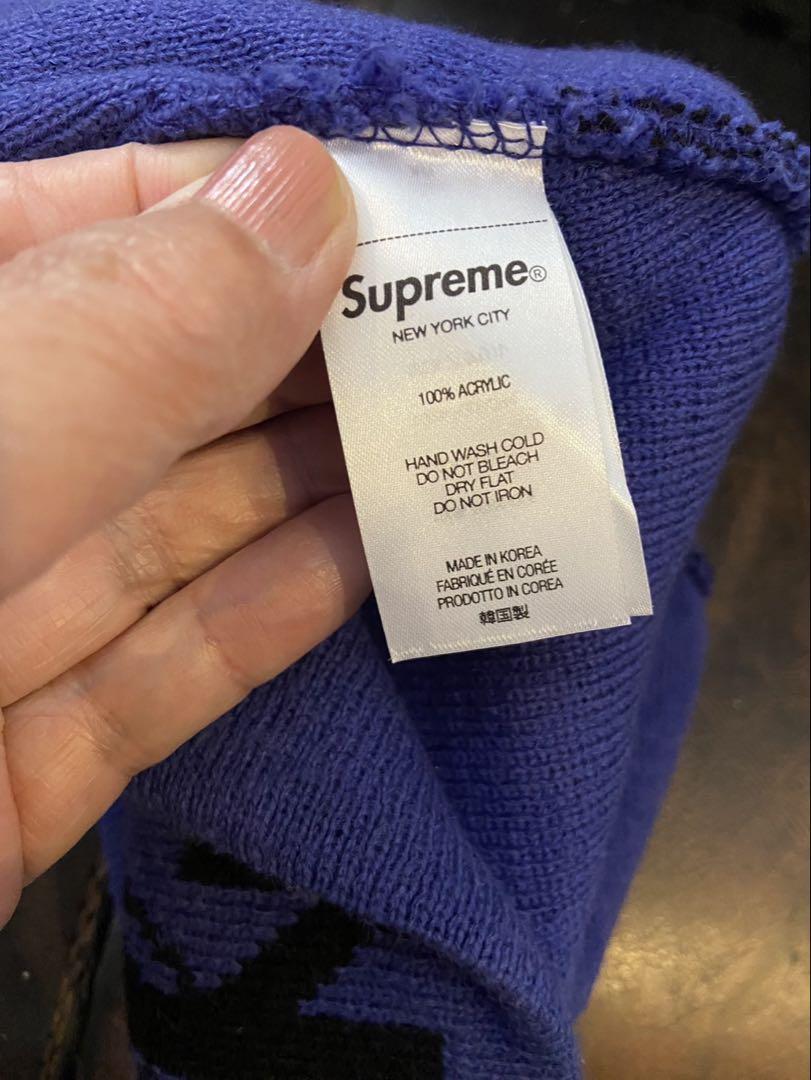 Supreme®
NEW YORK CITY
100% ACRYLIC
HAND WASH COLD
DO NOT BLEACH
DRY FLAT
DO NOT IRON
MADE IN KOREA
FABRIQUÉ EN CORÉE
PRODOTTO IN COREA
韓国製